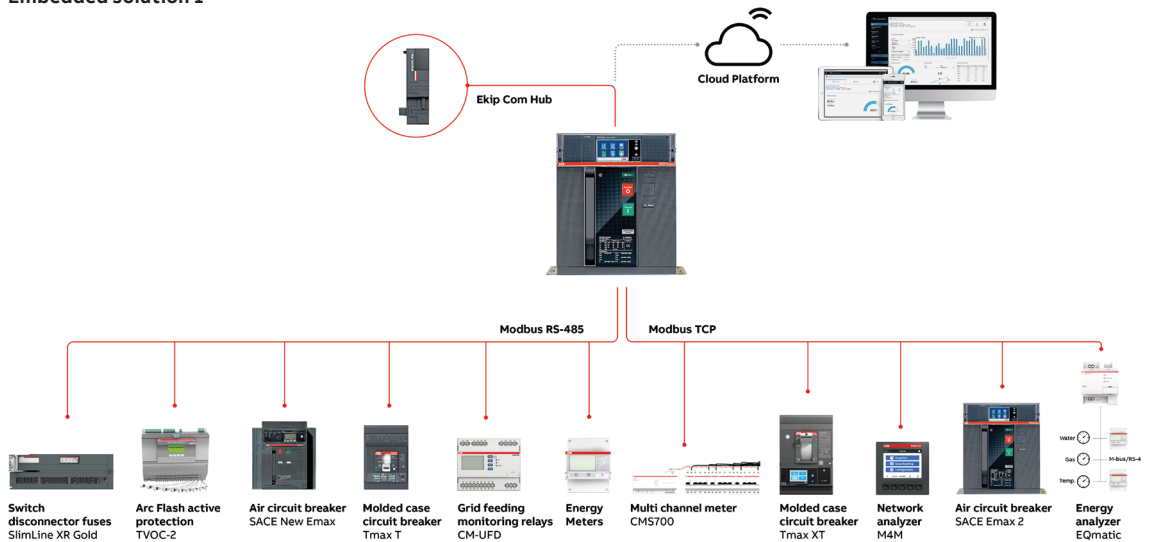 Embedded solution 1
Cloud Platform
Ekip Com Hub
Modbus RS-485
Modbus TCP
Water
Gas
M-bus/RS-4
Temp.
Switch
disconnector fuses
SlimLine XR Gold
Arc Flash active
protection
TVOC-2
Air circuit breaker
SACE New Emax
Molded case
circuit breaker
Tmax T
Grid feeding
monitoring relays
CM-UFD
Energy
Meters
Multi channel meter
CMS700
Molded case
circuit breaker
Tmax XT
Network
analyzer
M4M
Air circuit breaker
SACE Emax 2
Energy
analyzer
EQmatic